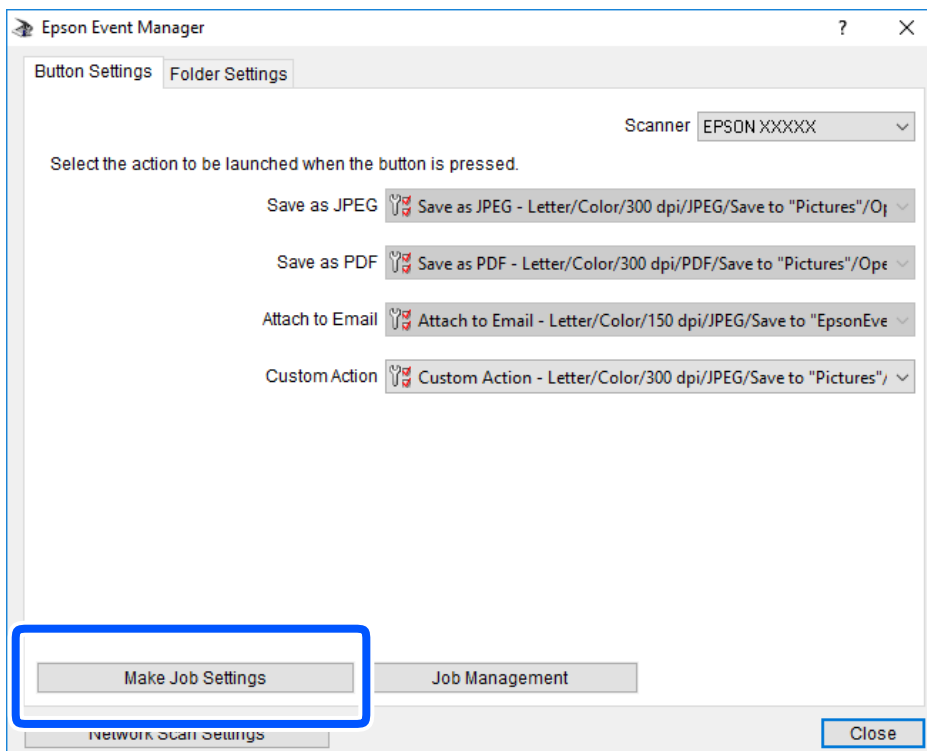 Epson Event Manager
Button Settings
Folder Settings
Scanner EPSON XXXXX
Select the action to be launched when the button is pressed.
Save as JPEG Save as JPEG - Letter/Color/300 dpi/JPEG/Save to "Pictures"/Op
Save as PDF Save as PDF - Letter/Color/300 dpi/PDF/Save to "Pictures"/Ope
Attach to Email Attach to Email - Letter/Color/150 dpi/JPEG/Save to "EpsonEve
Custom Action Custom Action - Letter/Color/300 dpi/JPEG/Save to "Pictures"/
Make Job Settings
Job Management
Network Scan Settings
Close